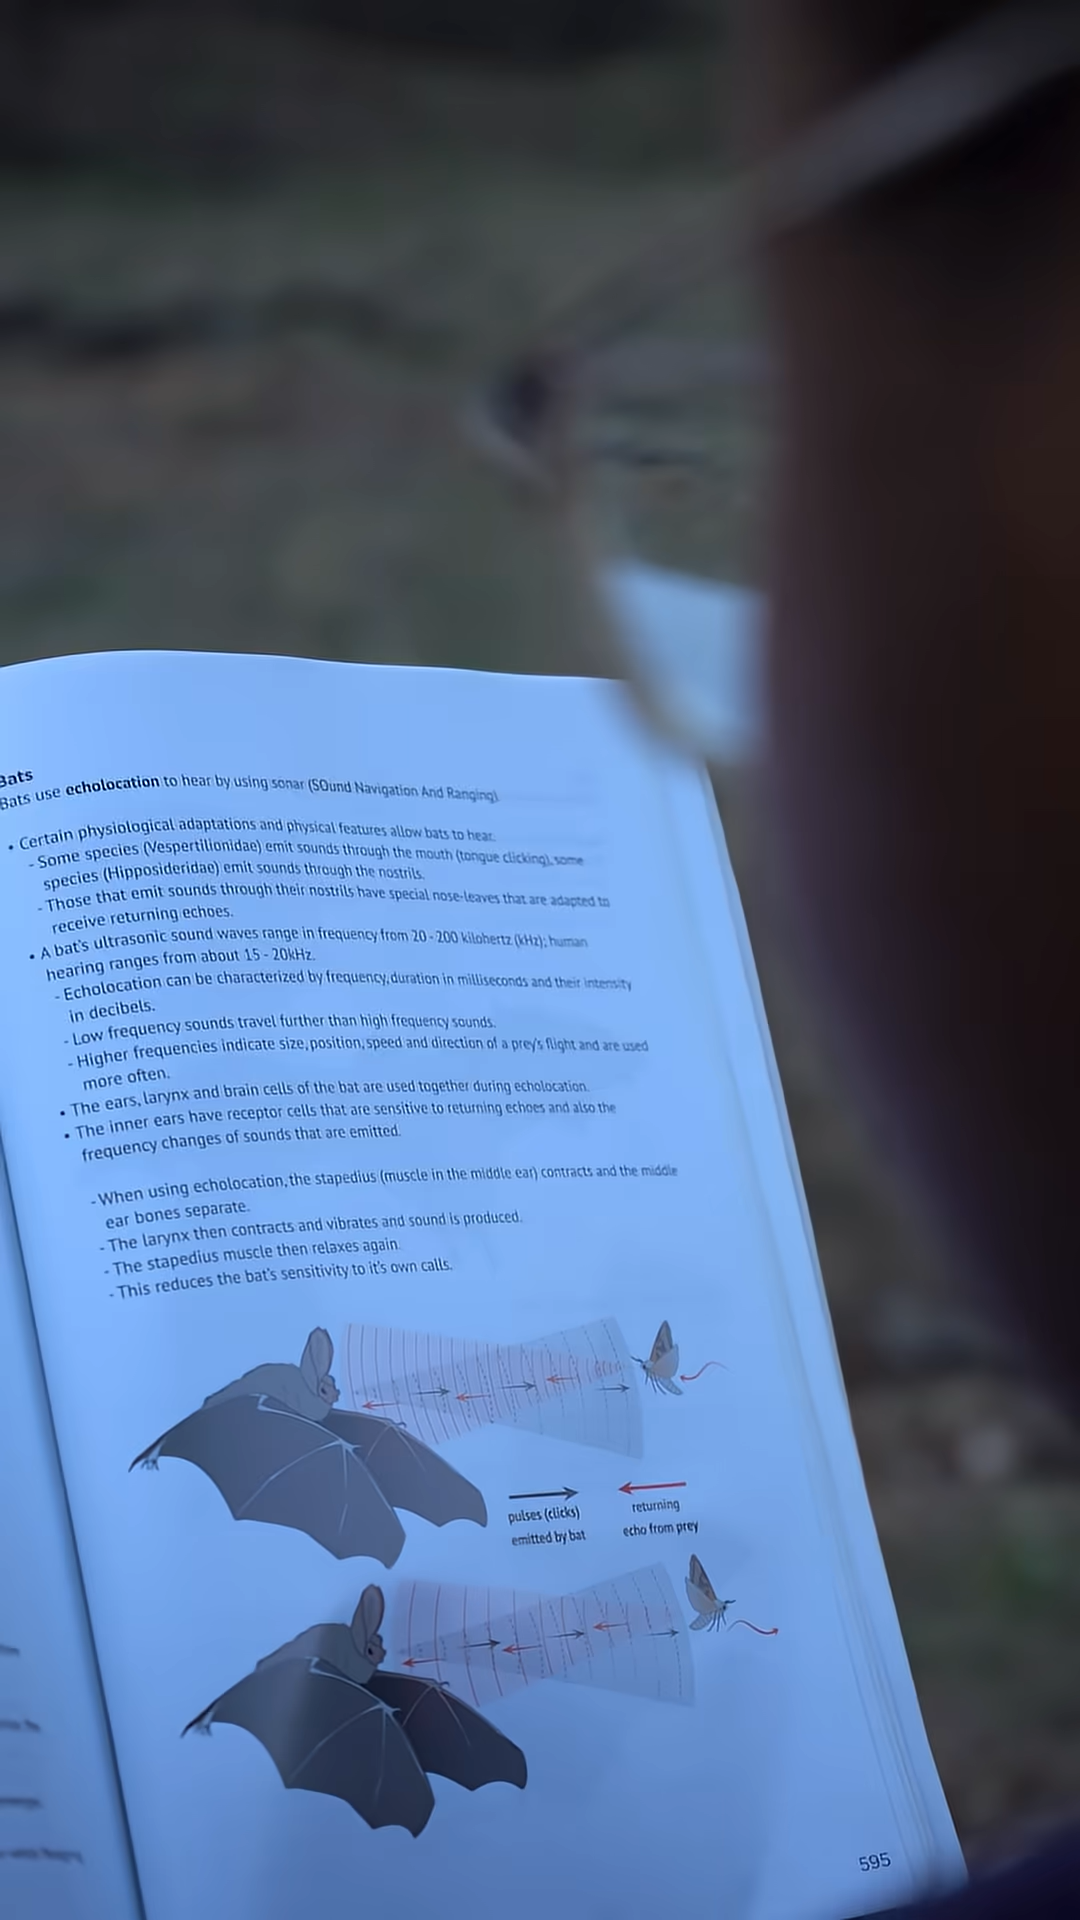 Bats
Bats use echolocation to hear by using sonar (SOund Navigation And Ranging)
• Certain physiological adaptations and physical features allow bats to hear.
- Some species (Vespertilionidae) emit sounds through the mouth (tongue clicking), some
species (Hipposideridae) emit sounds through the nostrils.
- Those that emit sounds through their nostrils have special nose-leaves that are adapted to
receive returning echoes.
• A bat's ultrasonic sound waves range in frequency from 20 - 200 kilohertz (kHz); human
hearing ranges from about 15 - 20kHz.
- Echolocation can be characterized by frequency, duration in milliseconds and their intensity
in decibels.
- Low frequency sounds travel further than high frequency sounds.
- Higher frequencies indicate size, position, speed and direction of a prey's flight and are used
more often.
• The ears, larynx and brain cells of the bat are used together during echolocation.
• The inner ears have receptor cells that are sensitive to returning echoes and also the
frequency changes of sounds that are emitted.
- When using echolocation, the stapedius (muscle in the middle ear) contracts and the middle
ear bones separate.
- The larynx then contracts and vibrates and sound is produced.
- The stapedius muscle then relaxes again.
- This reduces the bat's sensitivity to it's own calls.
pulses (clicks)
emitted by bat
returning
echo from prey
595